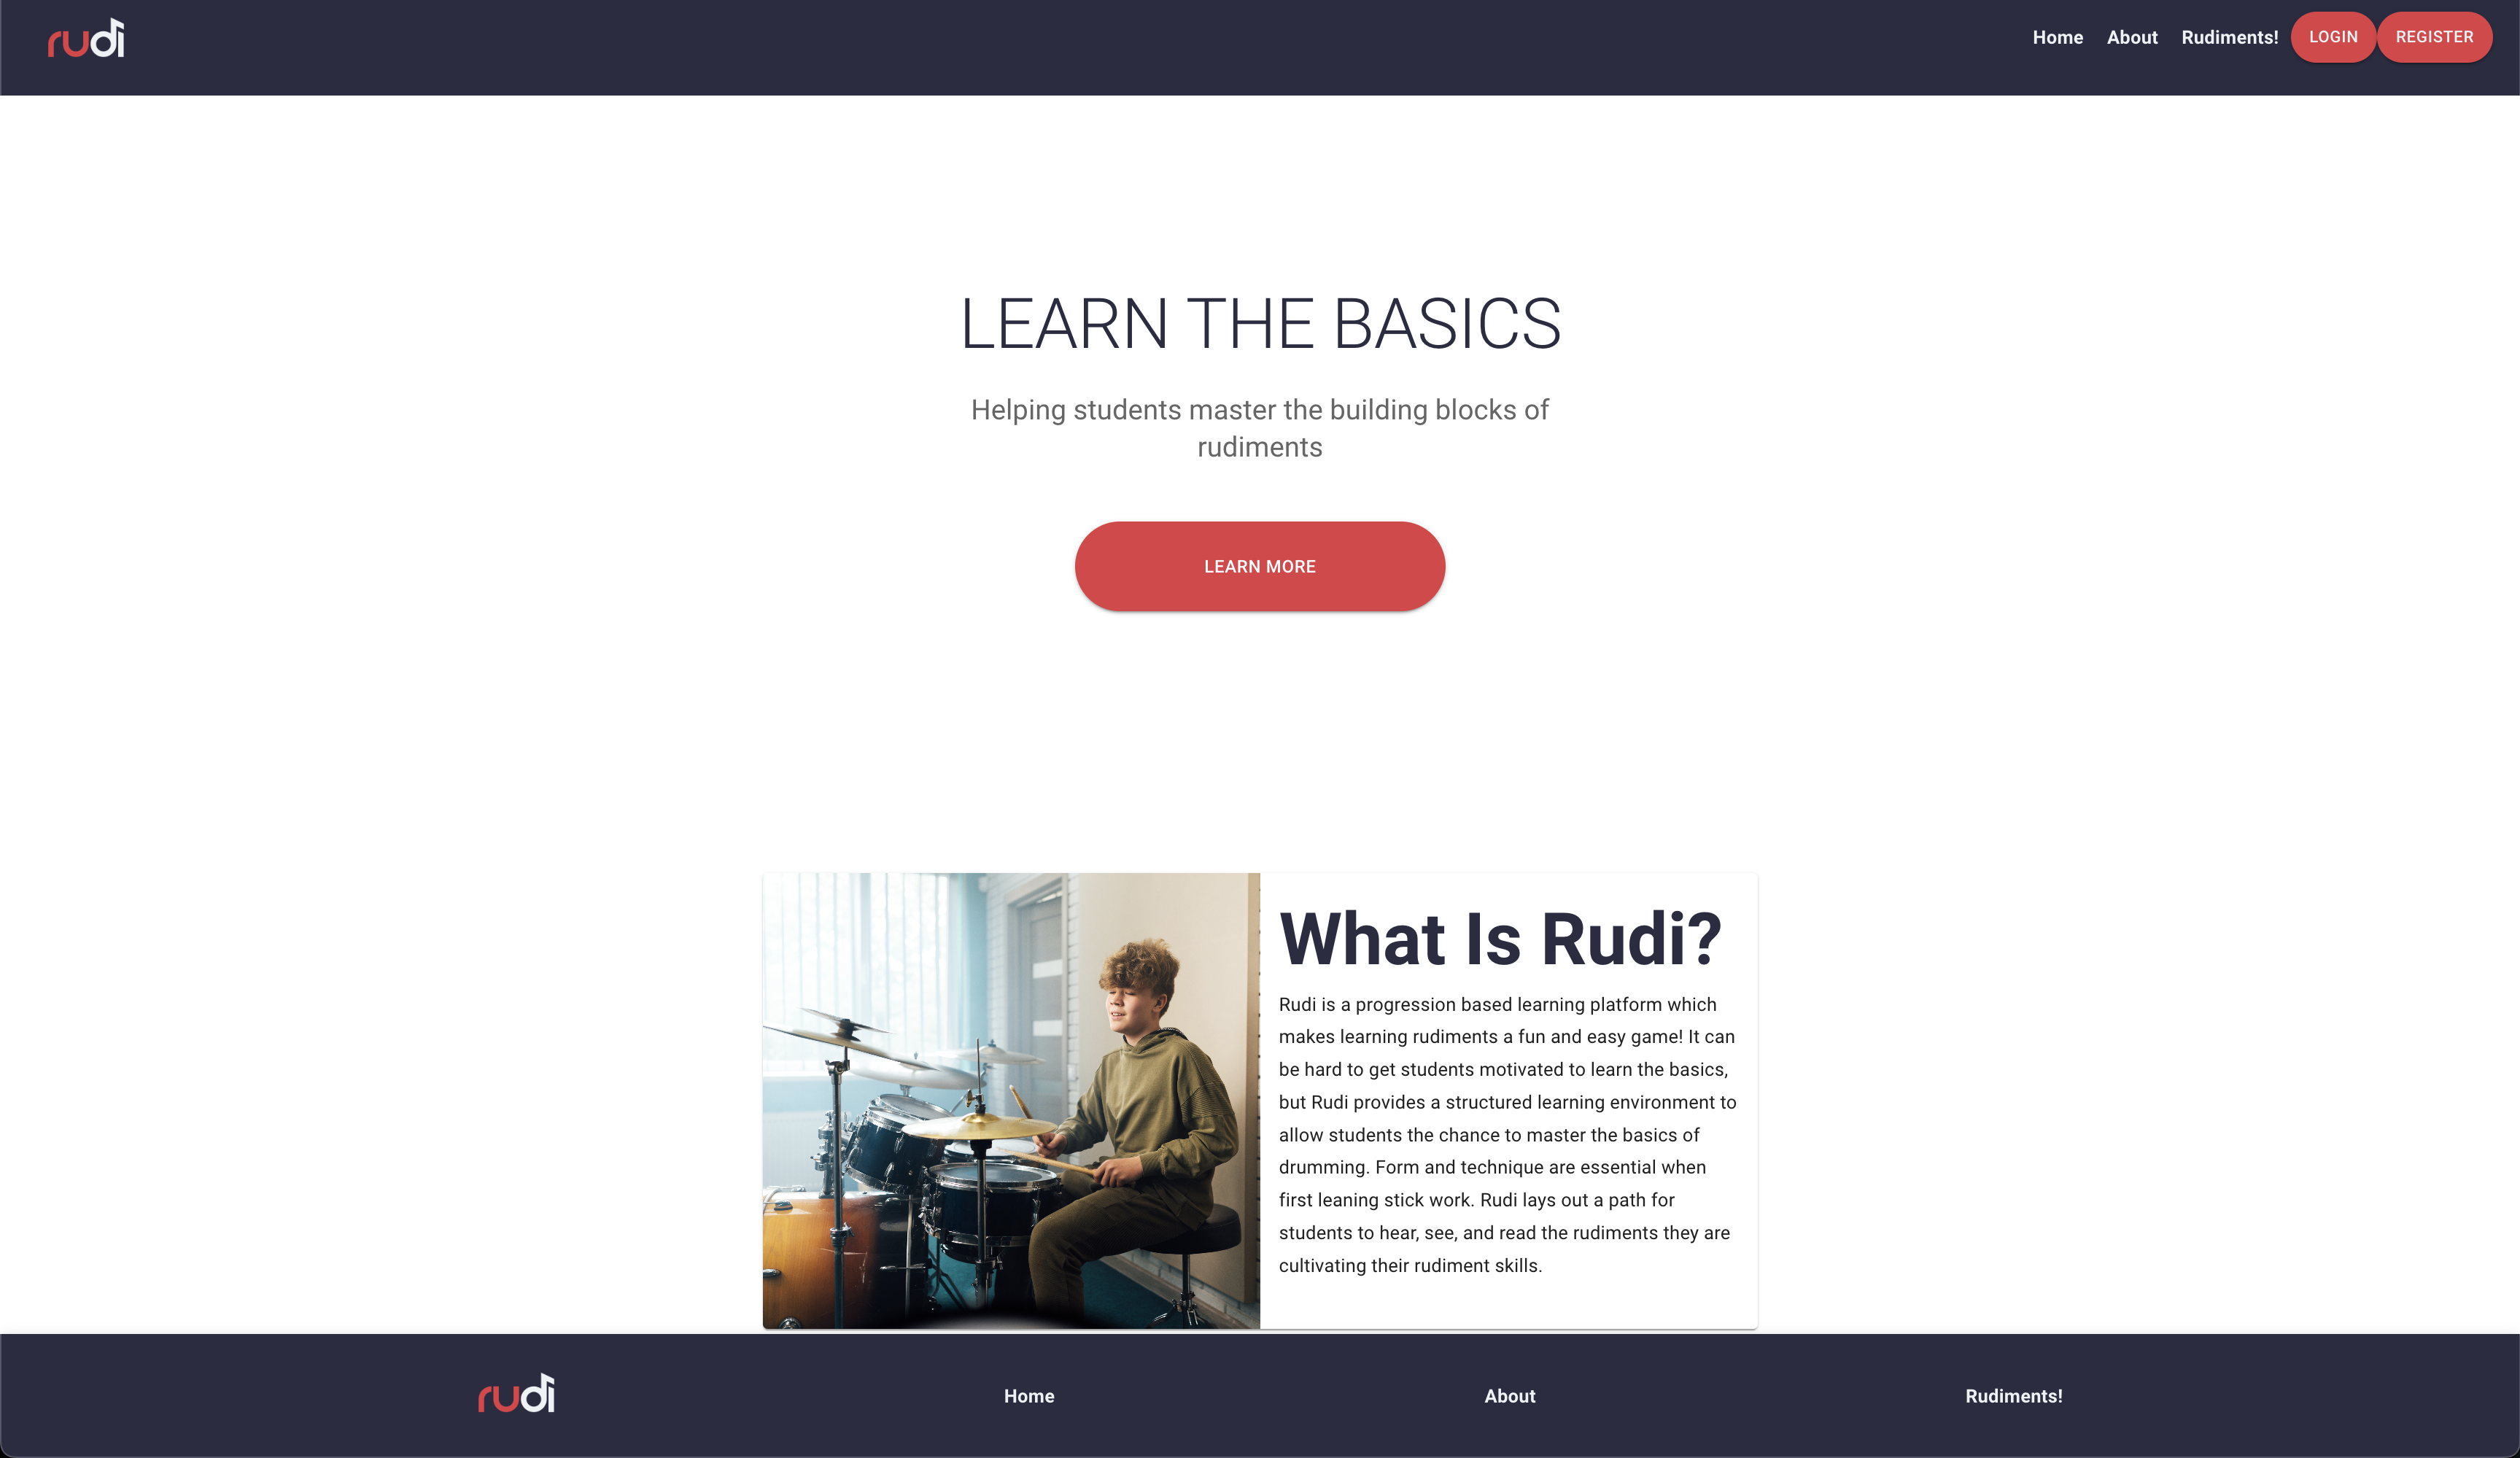 rudi
Home About Rudiments! LOGIN REGISTER
LEARN THE BASICS
Helping students master the building blocks of
rudiments
LEARN MORE
What Is Rudi?
Rudi is a progression based learning platform which
makes learning rudiments a fun and easy game! It can
be hard to get students motivated to learn the basics,
but Rudi provides a structured learning environment to
allow students the chance to master the basics of
drumming. Form and technique are essential when
first leaning stick work. Rudi lays out a path for
students to hear, see, and read the rudiments they are
cultivating their rudiment skills.
rudi Home About Rudiments!